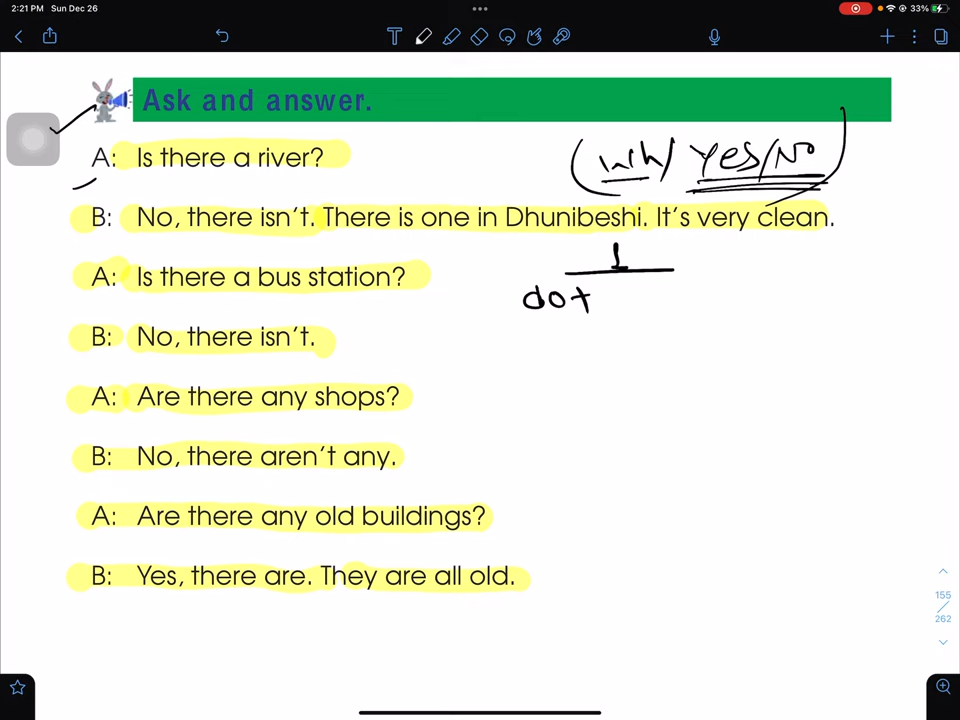 2:21 PM Sun Dec 26
33%
Ask and answer.
A: Is there a river?
(Wh/ Yes/No)
B: No, there isn't. There is one in Dhunibeshi. It's very clean.
1
A: Is there a bus station?
dot
B: No, there isn't.
A: Are there any shops?
B: No, there aren't any.
A: Are there any old buildings?
B: Yes, there are. They are all old.
155
262